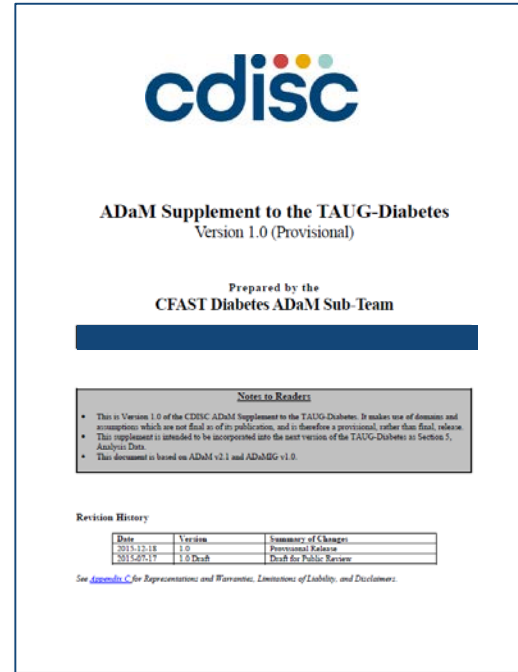 cdisc
ADaM Supplement to the TAUG-Diabetes
Version 1.0 (Provisional)
Prepared by the
CFAST Diabetes ADaM Sub-Team
Notes to Readers
• This is Version 1.0 of the CDISC ADaM Supplement to the TAUG-Diabetes. It makes use of domains and
assumptions which are not final as of its publication, and is therefore a provisional, rather than final, release.
• This supplement is intended to be incorporated into the next version of the TAUG-Diabetes as Section 5,
Analysis Data.
• This document is based on ADaM v2.1 and ADaMIG v1.0.
Revision History
Date Version Summary of Changes
2015-12-18 1.0 Provisional Release
2015-07-17 1.0 Draft Draft for Public Review
See Appendix C for Representations and Warranties, Limitations of Liability, and Disclaimers.